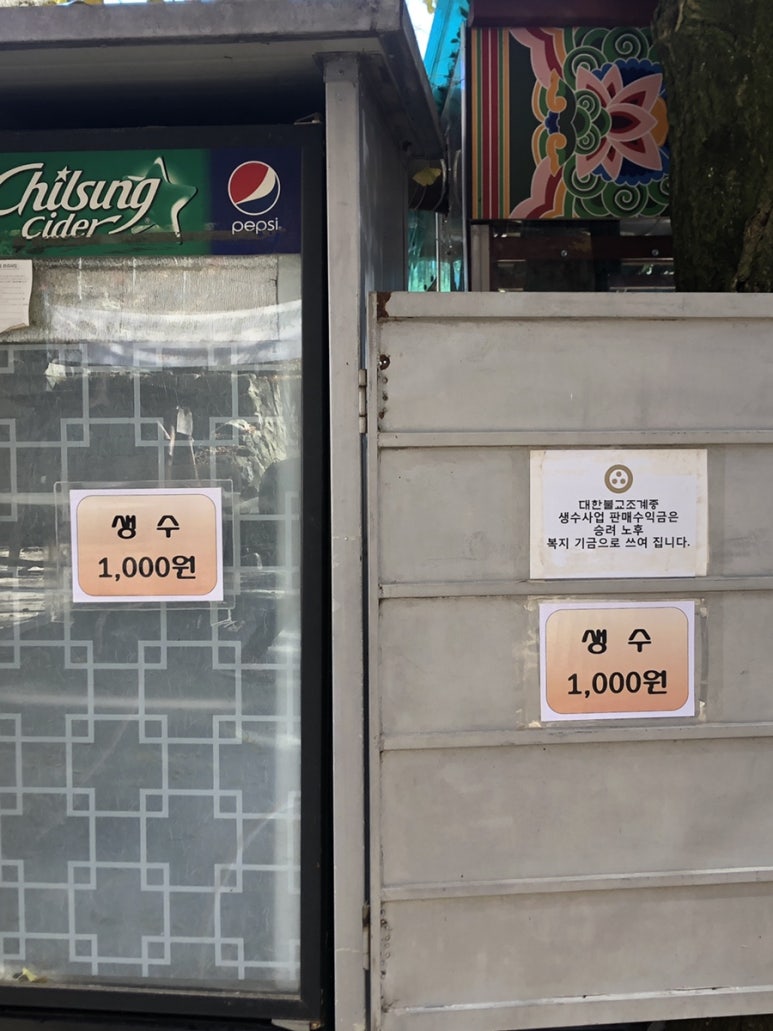 Chilsung
Cider
pepsi
생 수
1,000원
대한불교조계종
생수사업 판매수익금은
승려 노후
복지 기금으로 쓰여 집니다.
생 수
1,000원